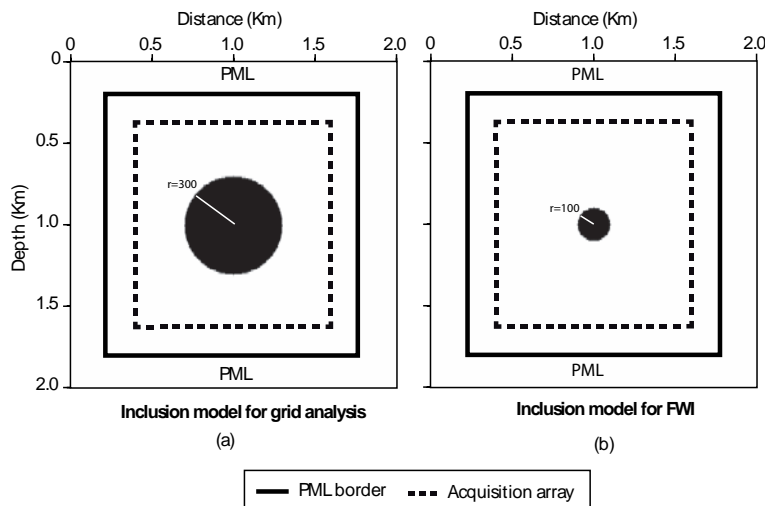 Distance (Km)
0 0.5 1.0 1.6 2.0
PML
0
0.5
1.0
1.5
2.0
Depth (Km)
r=300
PML
Inclusion model for grid analysis
(a)
Distance (Km)
0 0.5 1.0 1.6 2.0
PML
r=100
PML
Inclusion model for FWI
(b)
PML border Acquisition array